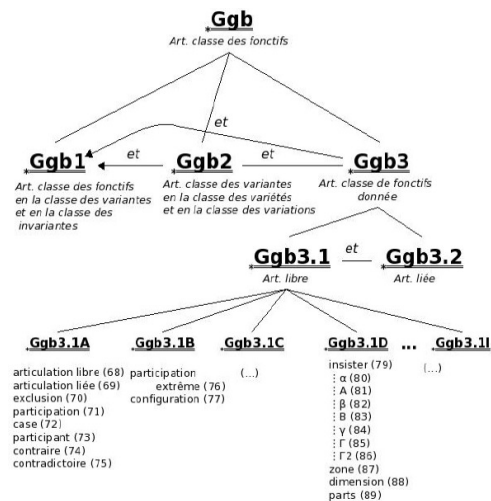 *Ggb
Art. classe des fonctifs
et
*Ggb1
et
*Ggb2
et
*Ggb3
Art. classe des fonctifs
en la classe des variantes
et en la classe des
invariantes
Art. classe des variantes
en la classe des variétés
et en la classe des variations
Art. classe de fonctifs
donnée
*Ggb3.1
et
*Ggb3.2
Art. libre
Art. liée
*Ggb3.1A
*Ggb3.1B
*Ggb3.1C
*Ggb3.1D
...
*Ggb3.1I
articulation libre (68)
articulation liée (69)
exclusion (70)
participation (71)
case (72)
participant (73)
contraire (74)
contradictoire (75)
participation
extrême (76)
configuration (77)
(...)
insister (79)
⋮ α (80)
⋮ A (81)
⋮ β (82)
⋮ B (83)
⋮ γ (84)
⋮ Γ (85)
⋮ Γ2 (86)
zone (87)
dimension (88)
parts (89)
(...)